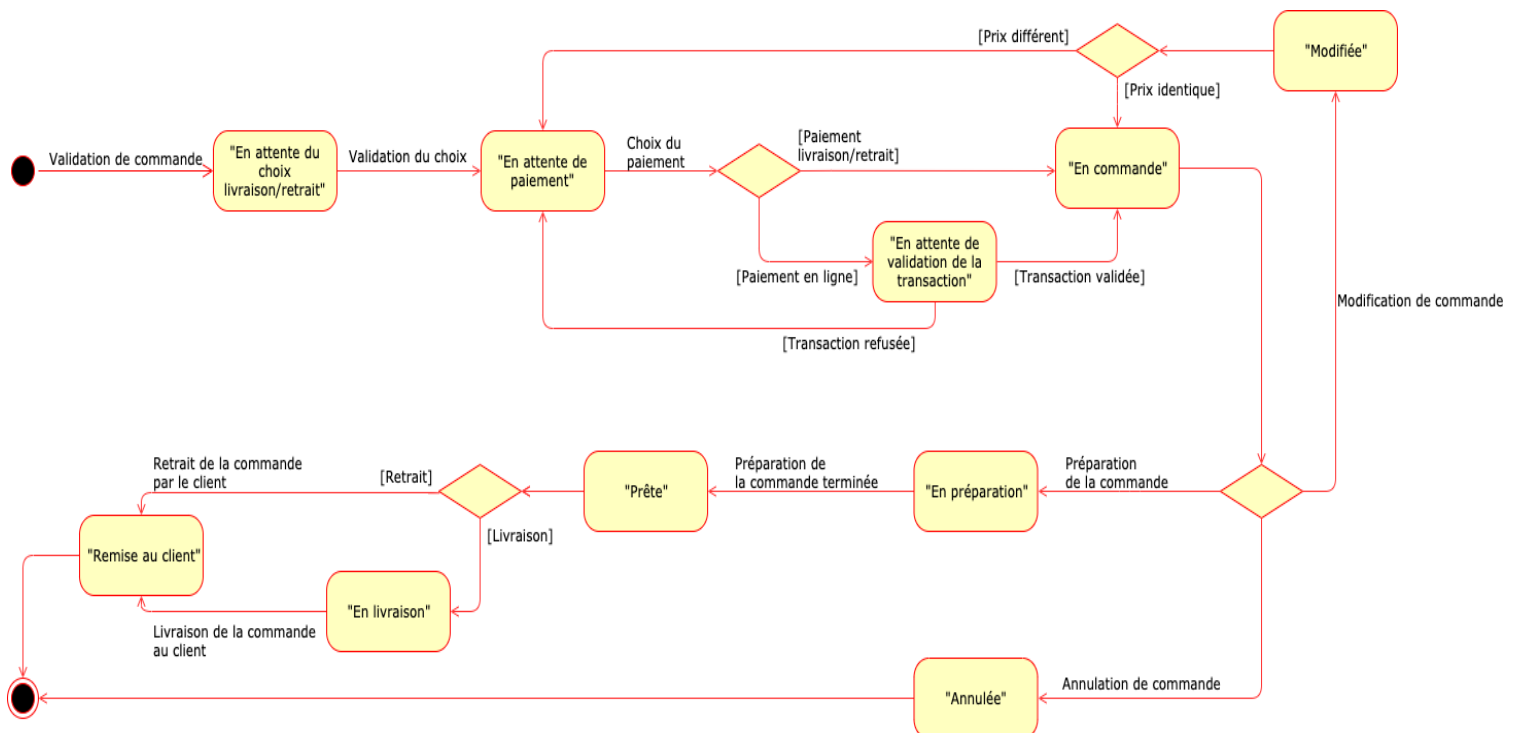 [Prix différent]
"Modifiée"
[Prix identique]
Validation de commande
"En attente du
choix
livraison/retrait"
Validation du choix
"En attente de
paiement"
Choix du
paiement
[Paiement
livraison/retrait]
"En commande"
"En attente de
validation de la
transaction"
[Paiement en ligne]
[Transaction validée]
[Transaction refusée]
Modification de commande
Retrait de la commande
par le client
[Retrait]
"Prête"
Préparation de
la commande terminée
"En préparation"
Préparation
de la commande
[Livraison]
"Remise au client"
"En livraison"
Livraison de la commande
au client
"Annulée"
Annulation de commande